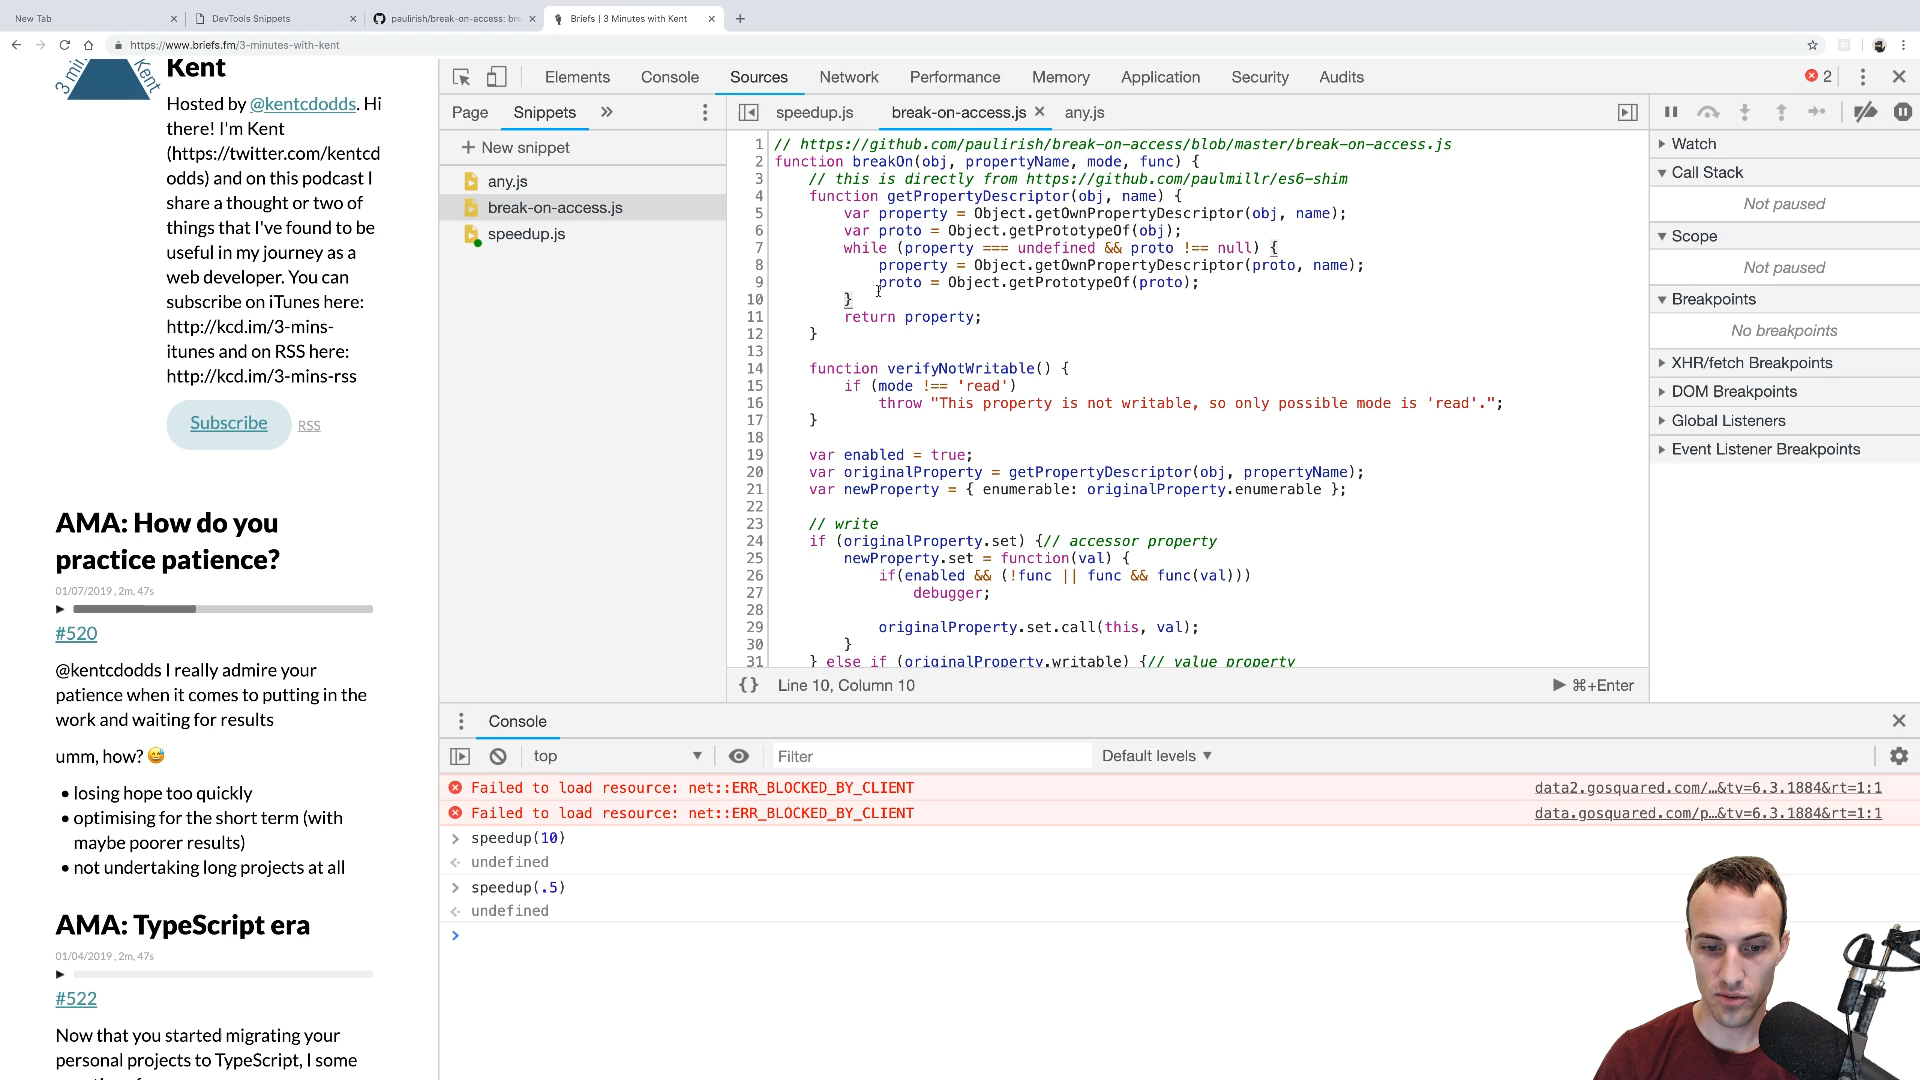 New Tab
DevTools Snippets
paulirish/break-on-access: bre
Briefs | 3 Minutes with Kent
https://www.briefs.fm/3-minutes-with-kent
3 mi
Kent
Kent
Hosted by @kentcdodds. Hi
there! I'm Kent
(https://twitter.com/kentcd
odds) and on this podcast I
share a thought or two of
things that I've found to be
useful in my journey as a
web developer. You can
subscribe on iTunes here:
http://kcd.im/3-mins-
itunes and on RSS here:
http://kcd.im/3-mins-rss
Subscribe RSS
AMA: How do you
practice patience?
01/07/2019 , 2m, 47s
#520
@kentcdodds I really admire your
patience when it comes to putting in the
work and waiting for results
umm, how? 😅
• losing hope too quickly
• optimising for the short term (with
maybe poorer results)
• not undertaking long projects at all
AMA: TypeScript era
01/04/2019 , 2m, 47s
#522
Now that you started migrating your
personal projects to TypeScript, I some
Elements Console Sources Network Performance Memory Application Security Audits 2
Page Snippets »
+ New snippet
any.js
break-on-access.js
speedup.js
speedup.js break-on-access.js × any.js
1 // https://github.com/paulirish/break-on-access/blob/master/break-on-access.js
2 function breakOn(obj, propertyName, mode, func) {
3 // this is directly from https://github.com/paulmillr/es6-shim
4 function getPropertyDescriptor(obj, name) {
5 var property = Object.getOwnPropertyDescriptor(obj, name);
6 var proto = Object.getPrototypeOf(obj);
7 while (property === undefined && proto !== null) {
8 property = Object.getOwnPropertyDescriptor(proto, name);
9 proto = Object.getPrototypeOf(proto);
10 }
11 return property;
12 }
13
14 function verifyNotWritable() {
15 if (mode !== 'read')
16 throw "This property is not writable, so only possible mode is 'read'.";
17 }
18
19 var enabled = true;
20 var originalProperty = getPropertyDescriptor(obj, propertyName);
21 var newProperty = { enumerable: originalProperty.enumerable };
22
23 // write
24 if (originalProperty.set) {// accessor property
25 newProperty.set = function(val) {
26 if(enabled && (!func || func && func(val)))
27 debugger;
28
29 originalProperty.set.call(this, val);
30 }
31 } else if (originalProperty.writable) {// value property
{} Line 10, Column 10 ⌘+Enter
Watch
Call Stack
Not paused
Scope
Not paused
Breakpoints
No breakpoints
XHR/fetch Breakpoints
DOM Breakpoints
Global Listeners
Event Listener Breakpoints
Console
top Filter Default levels
Failed to load resource: net::ERR_BLOCKED_BY_CLIENT data2.gosquared.com/…&tv=6.3.1884&rt=1:1
Failed to load resource: net::ERR_BLOCKED_BY_CLIENT data.gosquared.com/p…&tv=6.3.1884&rt=1:1
> speedup(10)
undefined
> speedup(.5)
undefined
>